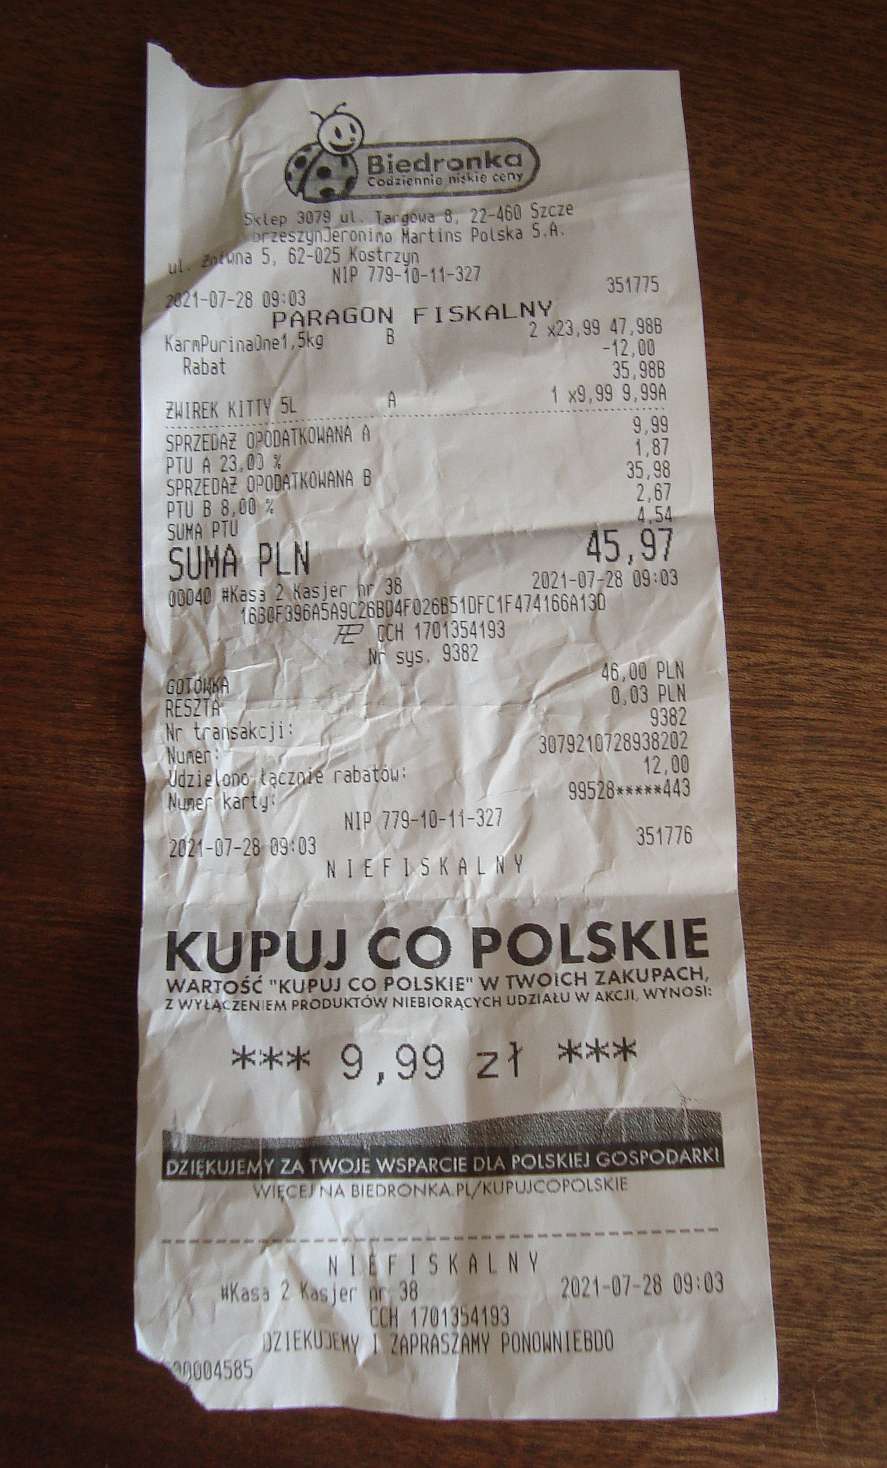 Biedronka
Codziennie niskie ceny
Sklep 3079 ul. Targowa 8, 22-460 Szcze
brzeszynJeronimo Martins Polska S.A.
ul. Żniwna 5, 62-025 Kostrzyn
NIP 779-10-11-327
2021-07-28 09:03 351775
PARAGON FISKALNY
KarmPurinaOne1,5kg B 2 x23,99 47,98B
Rabat -12,00
35,98B
ŻWIREK KITTY 5L A 1 x9,99 9,99A
SPRZEDAŻ OPODATKOWANA A 9,99
PTU A 23,00 % 1,87
SPRZEDAŻ OPODATKOWANA B 35,98
PTU B 8,00 % 2,67
SUMA PTU 4,54
SUMA PLN 45,97
00040 #Kasa 2 Kasjer nr 38 2021-07-28 09:03
CCH 1701354193
Nr sys. 9382
GOTÓWKA 46,00 PLN
RESZTA 0,03 PLN
Nr transakcji: 9382
Numer: 3079210728938202
Udzielono łącznie rabatów: 12,00
Numer karty: 99528*****443
NIP 779-10-11-327
2021-07-28 09:03 351776
NIEFISKALNY
KUPUJ CO POLSKIE
WARTOŚĆ "KUPUJ CO POLSKIE" W TWOICH ZAKUPACH,
Z WYŁĄCZENIEM PRODUKTÓW NIEBIORĄCYCH UDZIAŁU W AKCJI, WYNOSI:
*** 9,99 zł ***
DZIĘKUJEMY ZA TWOJE WSPARCIE DLA POLSKIEJ GOSPODARKI
WIĘCEJ NA BIEDRONKA.PL/KUPUJCOPOLSKIE
NIEFISKALNY
#Kasa 2 Kasjer nr 38 2021-07-28 09:03
CCH 1701354193
DZIEKUJEMY I ZAPRASZAMY PONOWNIEBDO
000004585